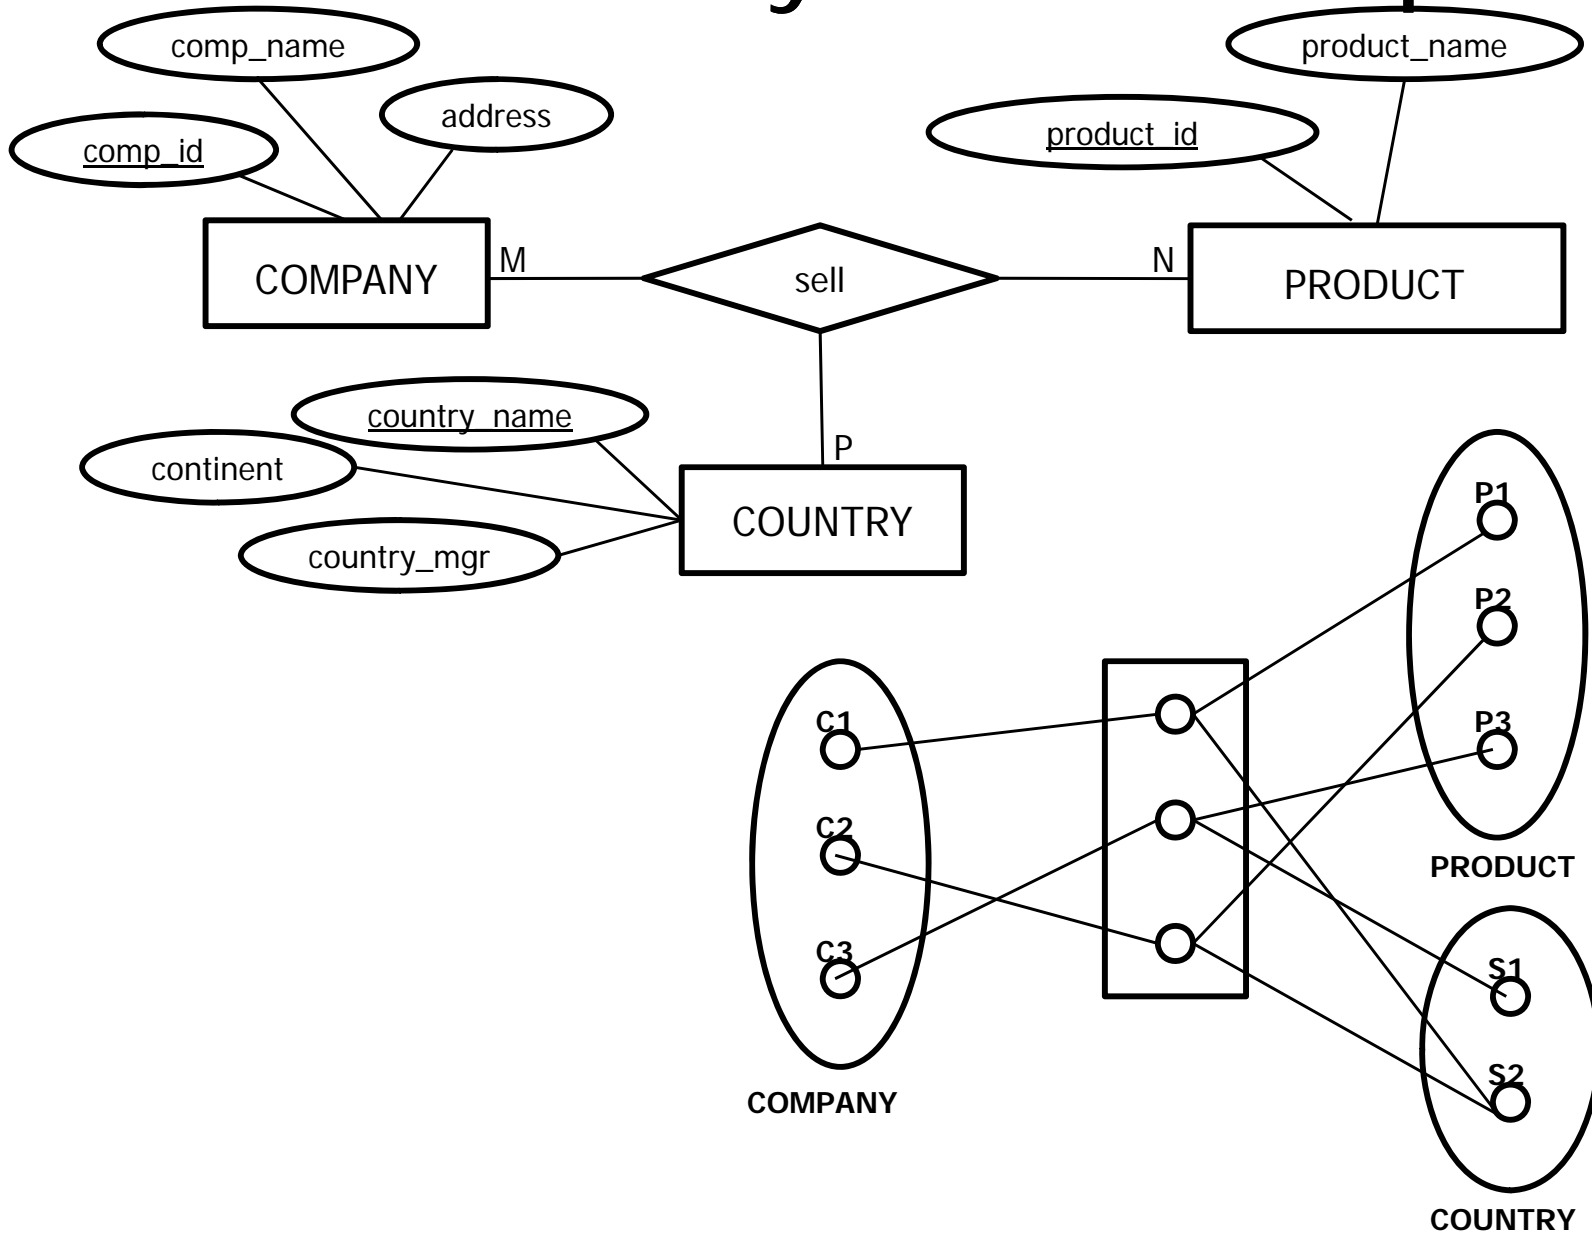 comp_name
product_name
address
product_id
comp_id
M
N
COMPANY
sell
PRODUCT
country_name
P
continent
COUNTRY
country_mgr
P1
P2
P3
C1
C2
C3
PRODUCT
S1
S2
COMPANY
COUNTRY